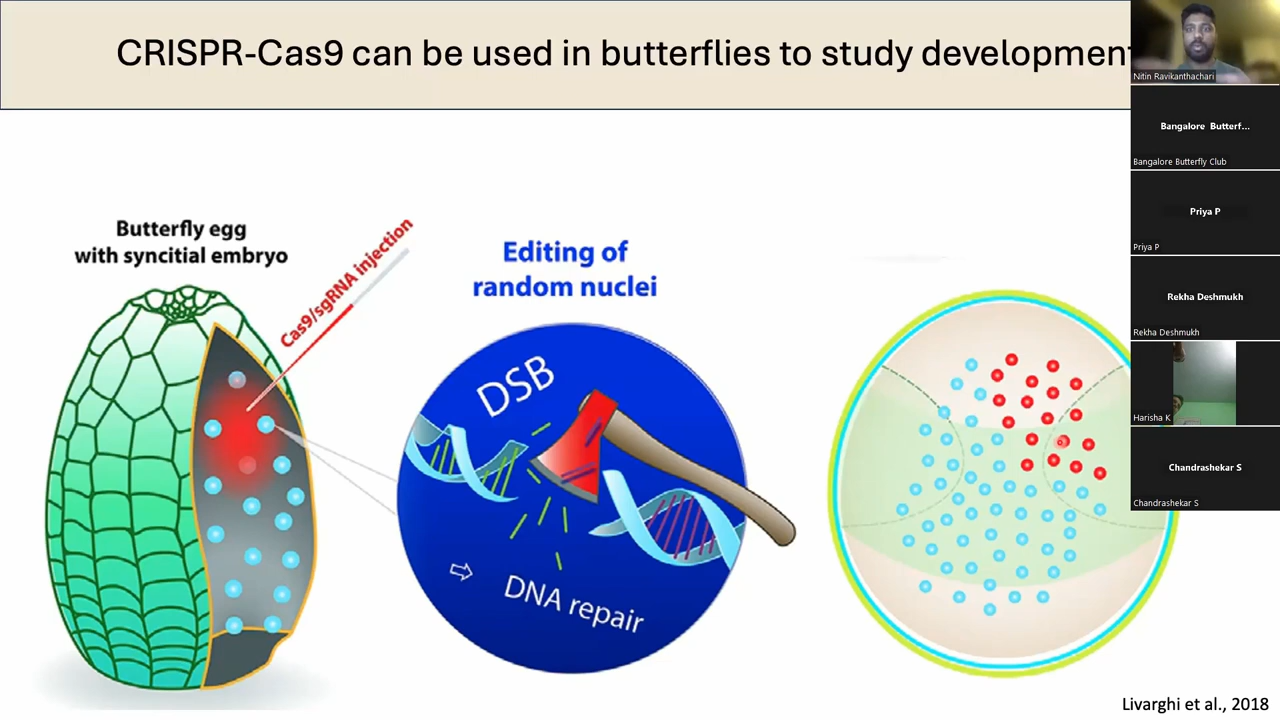 CRISPR-Cas9 can be used in butterflies to study development
Butterfly egg
with syncitial embryo
Cas9/sgRNA injection
Editing of
random nuclei
DSB
DNA repair
Livarghi et al., 2018
Nitin Ravikanthachari
Bangalore Butterf...
Bangalore Butterfly Club
Priya P
Priya P
Rekha Deshmukh
Rekha Deshmukh
Harisha K
Chandrashekar S
Chandrashekar S